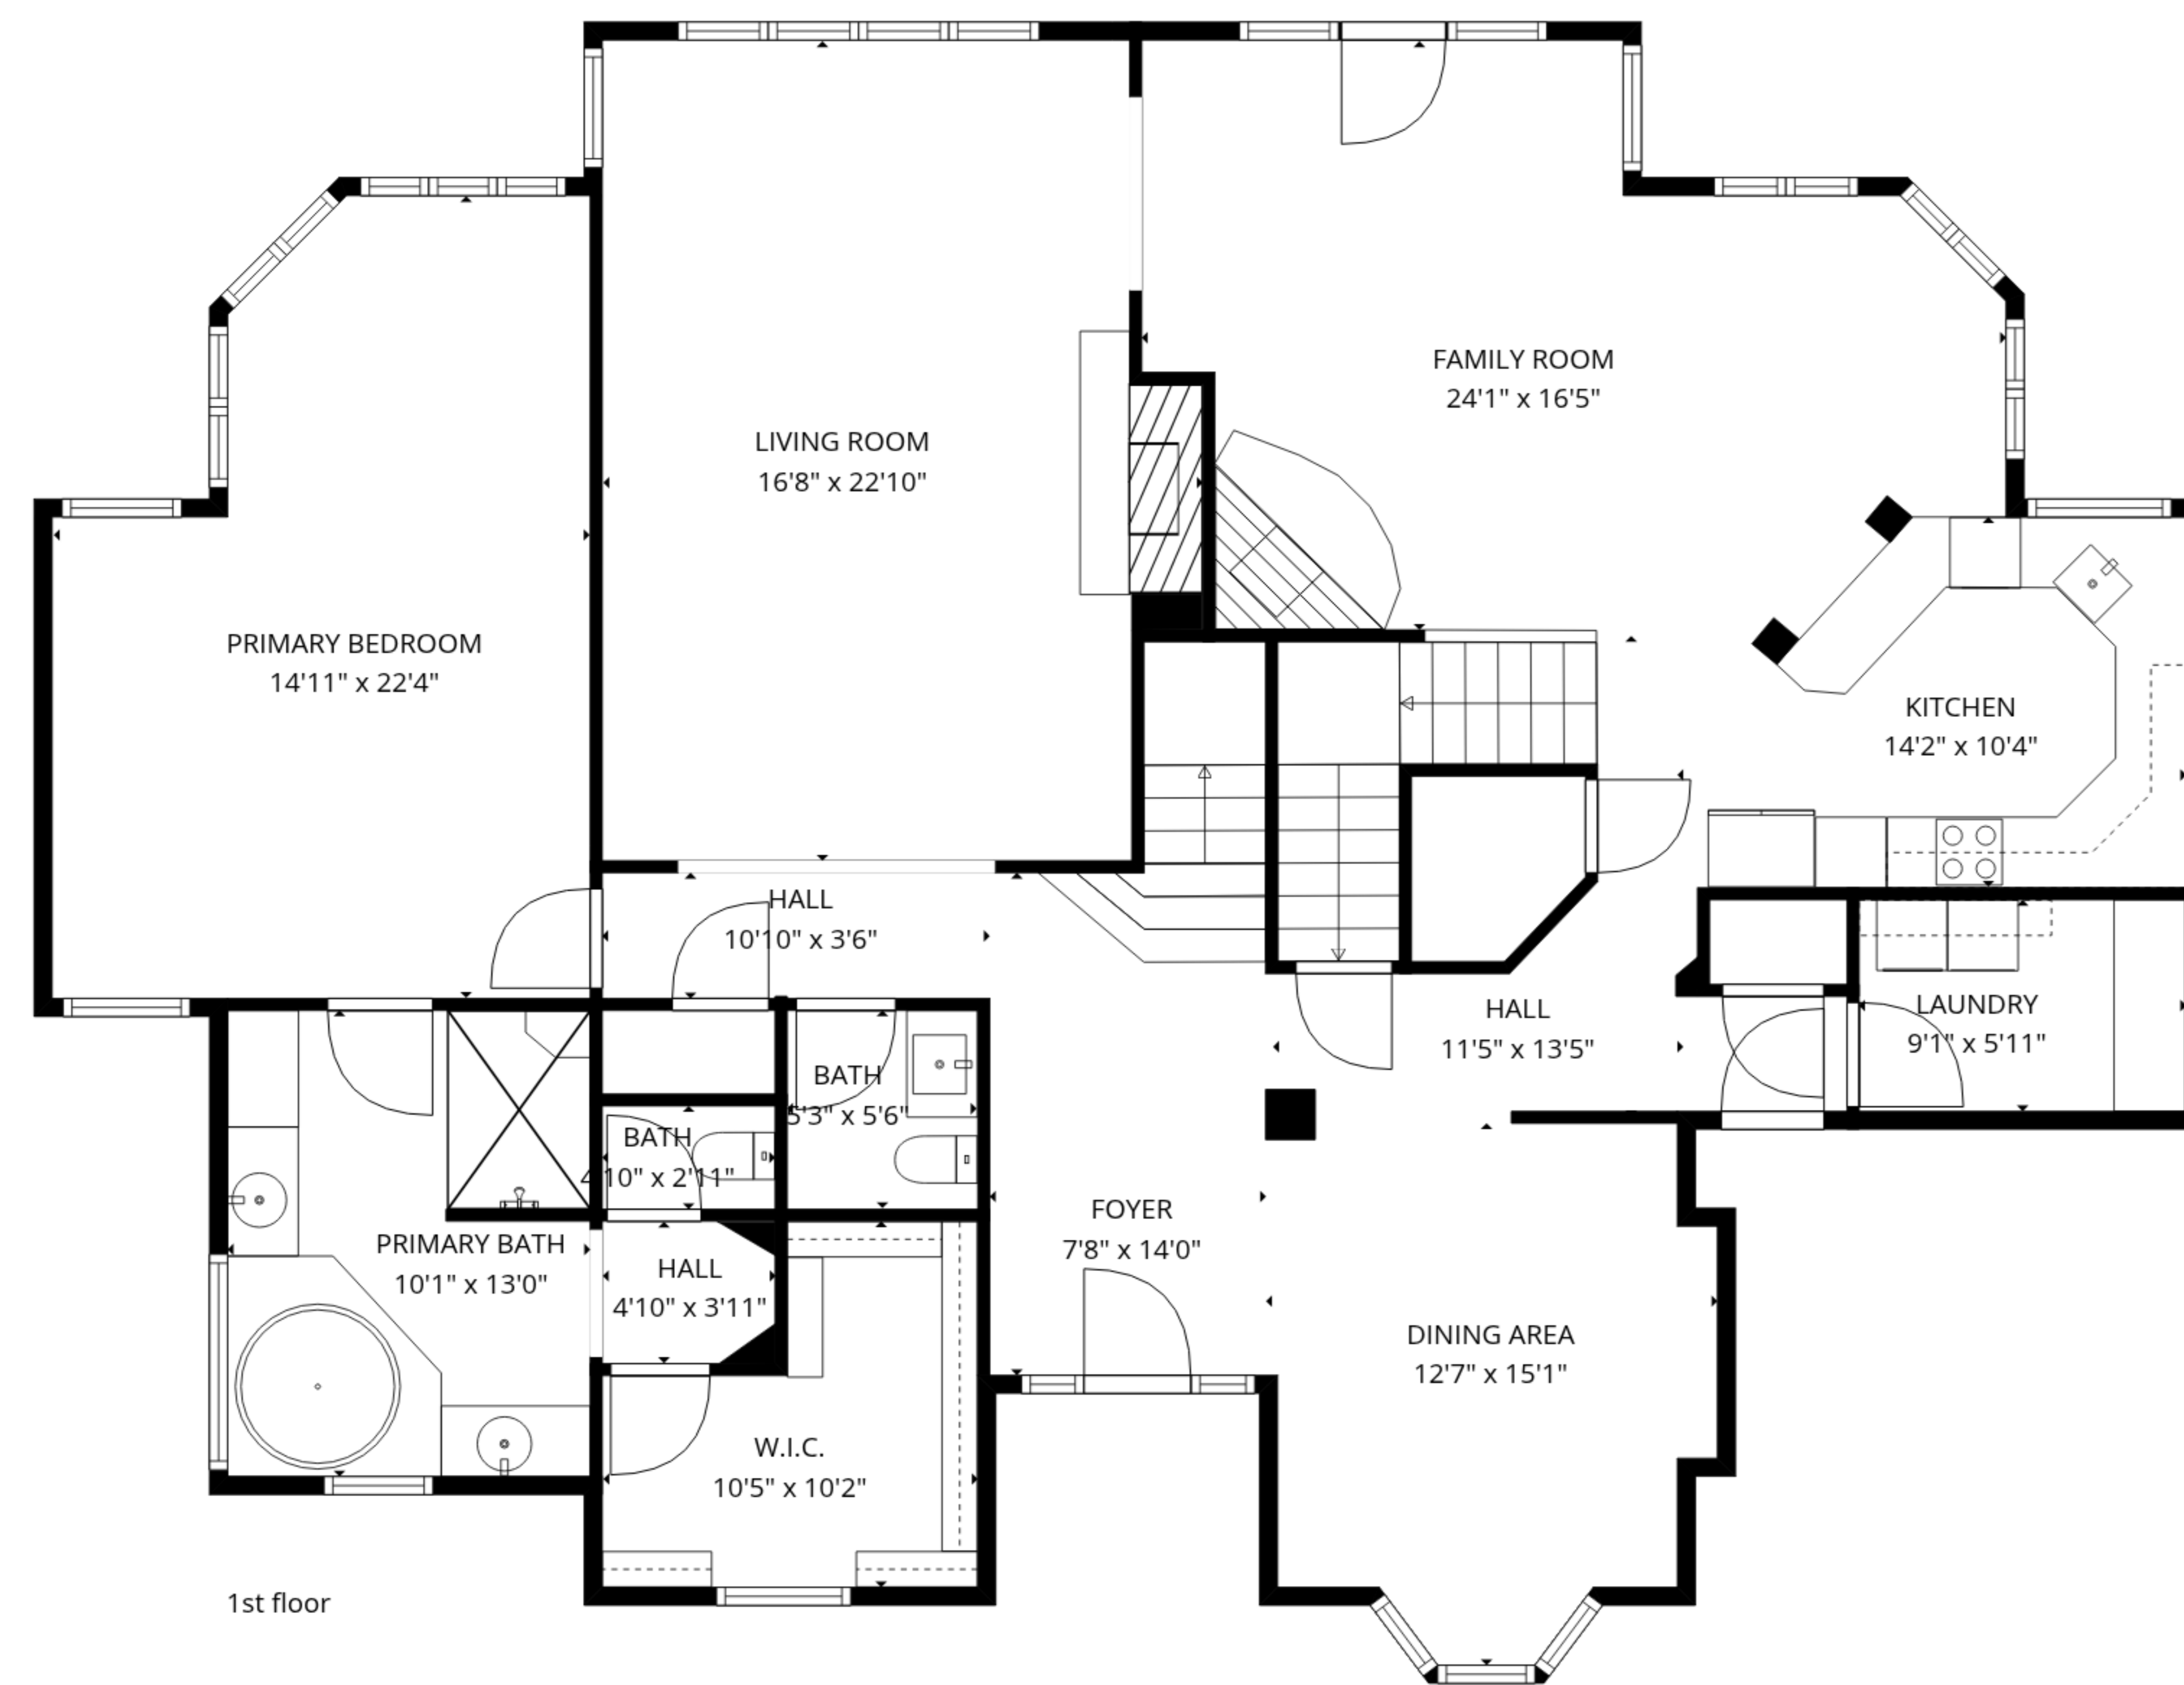 FAMILY ROOM
24'1" x 16'5"
LIVING ROOM
16'8" x 22'10"
PRIMARY BEDROOM
14'11" x 22'4"
KITCHEN
14'2" x 10'4"
HALL
10'10" x 3'6"
HALL
11'5" x 13'5"
LAUNDRY
9'1" x 5'11"
BATH
5'3" x 5'6"
BATH
4'10" x 2'11"
FOYER
7'8" x 14'0"
PRIMARY BATH
10'1" x 13'0"
HALL
4'10" x 3'11"
DINING AREA
12'7" x 15'1"
W.I.C.
10'5" x 10'2"
1st floor